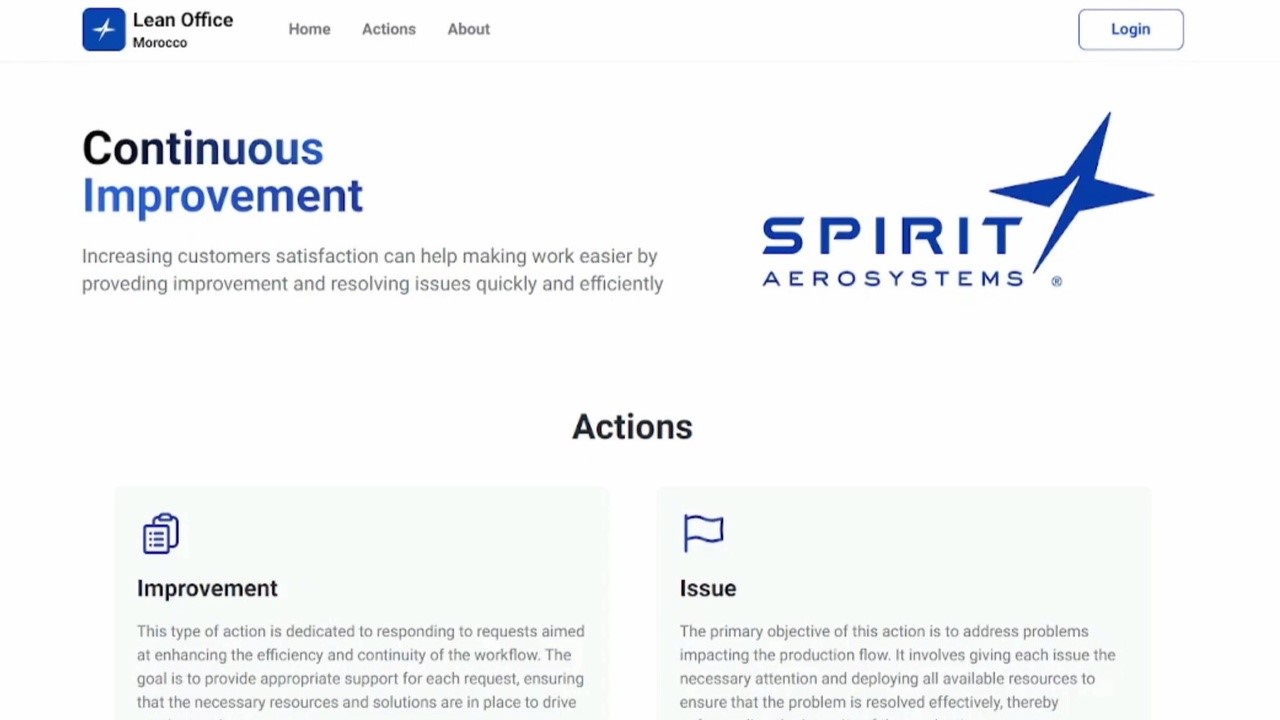 Lean Office
Morocco
Home
Actions
About
Login
Continuous
Improvement
Increasing customers satisfaction can help making work easier by
proveding improvement and resolving issues quickly and efficiently
SPIRIT
AEROSYSTEMS ®
Actions
Improvement
This type of action is dedicated to responding to requests aimed
at enhancing the efficiency and continuity of the workflow. The
goal is to provide appropriate support for each request, ensuring
that the necessary resources and solutions are in place to drive
Issue
The primary objective of this action is to address problems
impacting the production flow. It involves giving each issue the
necessary attention and deploying all available resources to
ensure that the problem is resolved effectively, thereby